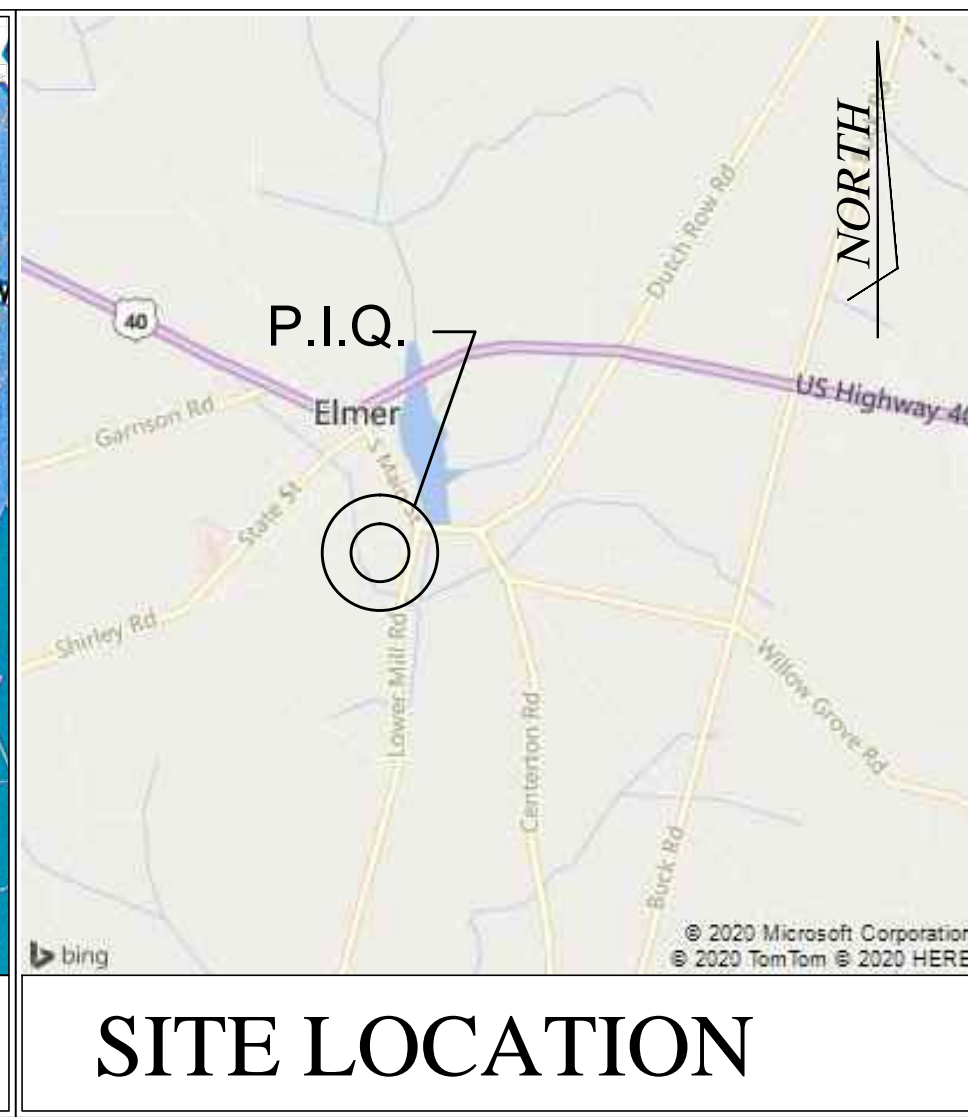 NORTH
Dutch Row Rd
40
P.I.Q.
US Highway 40
Elmer
Garrison Rd
S Main St
State St
Shirley Rd
Lower Mill Rd
Willow Grove Rd
Centerton Rd
Buck Rd
© 2020 Microsoft Corporation
© 2020 TomTom © 2020 HERE
bing
SITE LOCATION